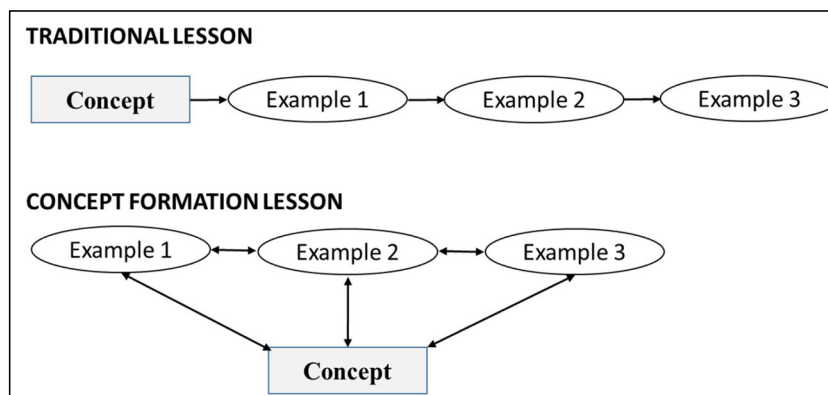 TRADITIONAL LESSON
Concept
Example 1
Example 2
Example 3
CONCEPT FORMATION LESSON
Example 1
Example 2
Example 3
Concept